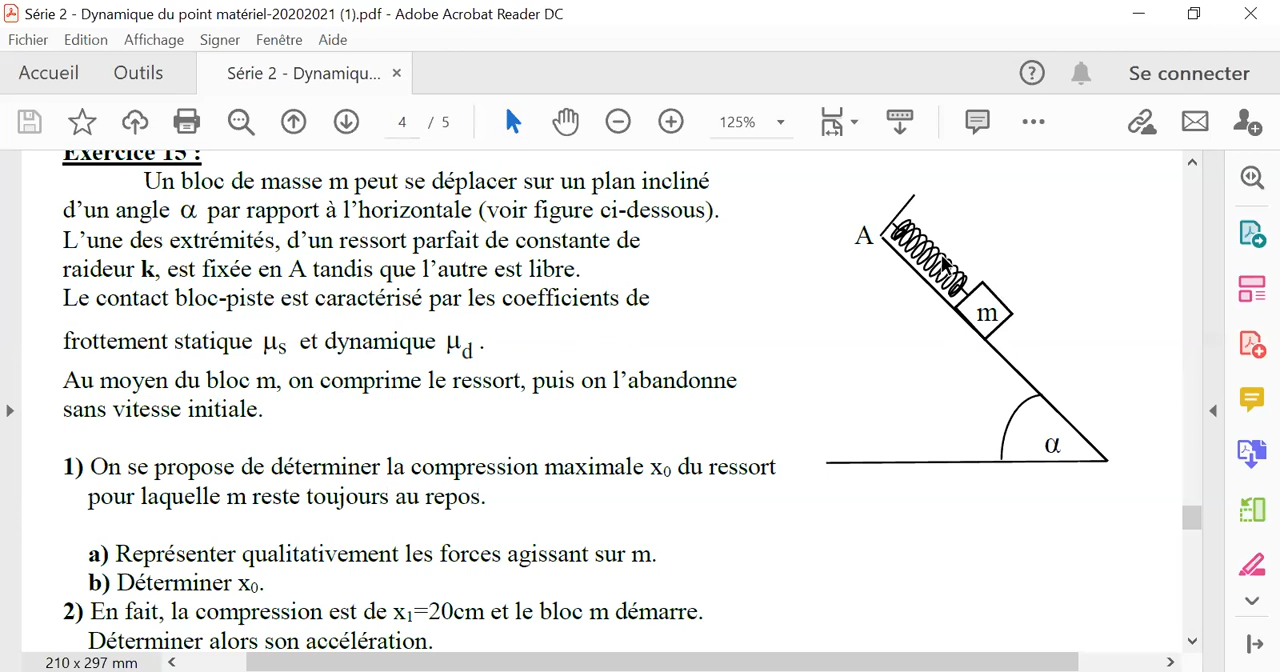 Série 2 - Dynamique du point matériel-20202021 (1).pdf - Adobe Acrobat Reader DC
Fichier Edition Affichage Signer Fenêtre Aide
Accueil Outils Série 2 - Dynamiqu... × Se connecter
4 / 5 125%
Exercice 15 :
Un bloc de masse m peut se déplacer sur un plan incliné
d'un angle α par rapport à l'horizontale (voir figure ci-dessous).
L'une des extrémités, d'un ressort parfait de constante de
raideur k, est fixée en A tandis que l'autre est libre.
Le contact bloc-piste est caractérisé par les coefficients de
frottement statique μs et dynamique μd .
Au moyen du bloc m, on comprime le ressort, puis on l'abandonne
sans vitesse initiale.
A
m
α
1) On se propose de déterminer la compression maximale x0 du ressort
pour laquelle m reste toujours au repos.
a) Représenter qualitativement les forces agissant sur m.
b) Déterminer x0.
2) En fait, la compression est de x1=20cm et le bloc m démarre.
Déterminer alors son accélération.
210 x 297 mm